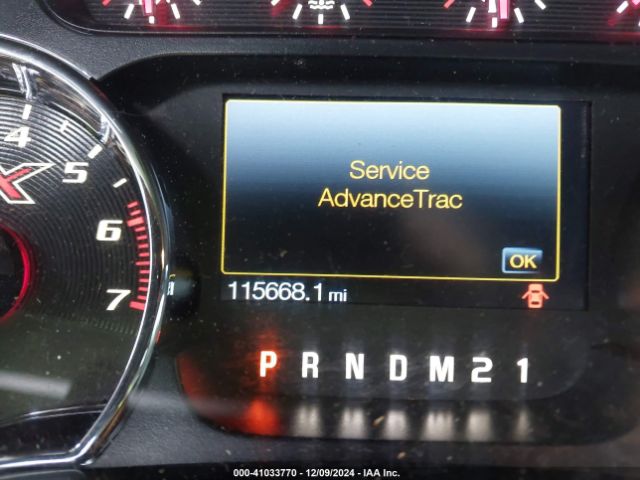 Service
AdvanceTrac
OK
115668.1 mi
4
5
6
7
X
P R N D M 2 1
000-41033770 - 12/09/2024 - IAA Inc.